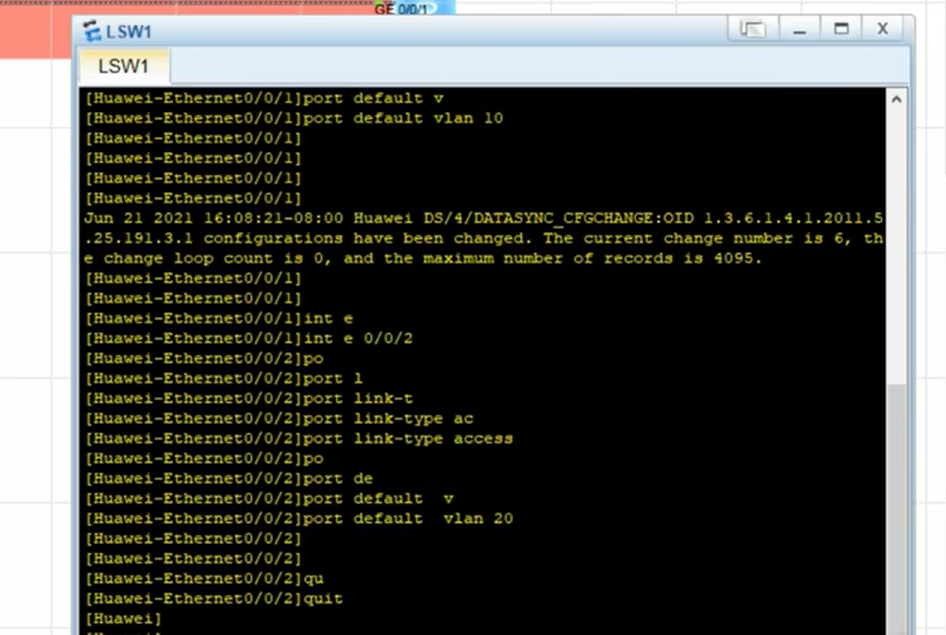 GE 0/0/1
LSW1
LSW1
[Huawei-Ethernet0/0/1]port default v
[Huawei-Ethernet0/0/1]port default vlan 10
[Huawei-Ethernet0/0/1]
[Huawei-Ethernet0/0/1]
[Huawei-Ethernet0/0/1]
[Huawei-Ethernet0/0/1]
Jun 21 2021 16:08:21-08:00 Huawei DS/4/DATASYNC_CFGCHANGE:OID 1.3.6.1.4.1.2011.5
.25.191.3.1 configurations have been changed. The current change number is 6, th
e change loop count is 0, and the maximum number of records is 4095.
[Huawei-Ethernet0/0/1]
[Huawei-Ethernet0/0/1]
[Huawei-Ethernet0/0/1]int e
[Huawei-Ethernet0/0/1]int e 0/0/2
[Huawei-Ethernet0/0/2]po
[Huawei-Ethernet0/0/2]port l
[Huawei-Ethernet0/0/2]port link-t
[Huawei-Ethernet0/0/2]port link-type ac
[Huawei-Ethernet0/0/2]port link-type access
[Huawei-Ethernet0/0/2]po
[Huawei-Ethernet0/0/2]port de
[Huawei-Ethernet0/0/2]port default  v
[Huawei-Ethernet0/0/2]port default  vlan 20
[Huawei-Ethernet0/0/2]
[Huawei-Ethernet0/0/2]
[Huawei-Ethernet0/0/2]qu
[Huawei-Ethernet0/0/2]quit
[Huawei]